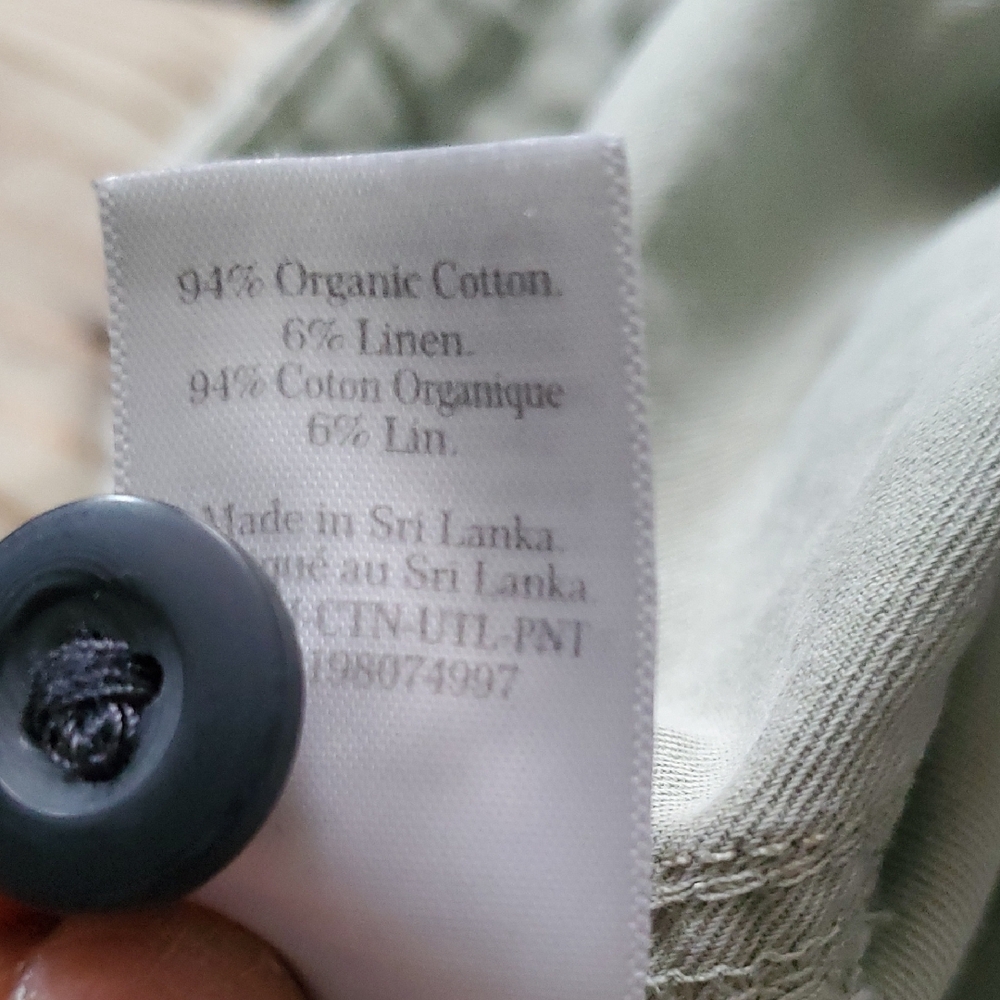 94% Organic Cotton.
6% Linen.
94% Coton Organique
6% Lin.
Made in Sri Lanka.
qué au Sri Lanka
CTN-UTL-PNT
198074997